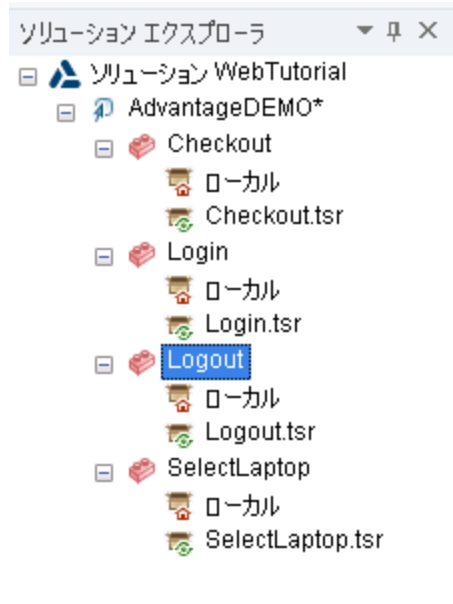 ソリューション エクスプローラ
ソリューション WebTutorial
AdvantageDEMO*
Checkout
ローカル
Checkout.tsr
Login
ローカル
Login.tsr
Logout
ローカル
Logout.tsr
SelectLaptop
ローカル
SelectLaptop.tsr